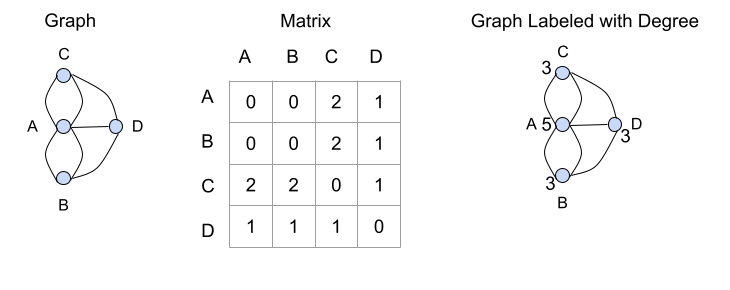 Graph
Matrix
Graph Labeled with Degree
C
A
D
B
A B C D
A 0 0 2 1
B 0 0 2 1
C 2 2 0 1
D 1 1 1 0
C
3
A 5
D
3
3
B